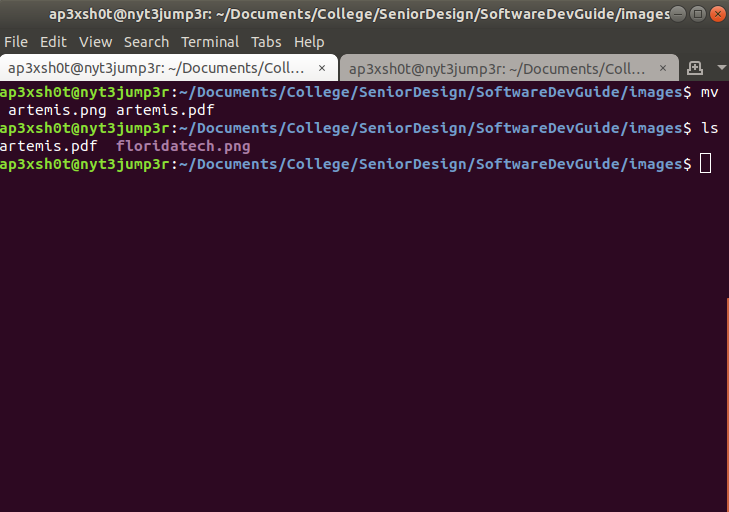 ap3xsh0t@nyt3jump3r: ~/Documents/College/SeniorDesign/SoftwareDevGuide/images
File Edit View Search Terminal Tabs Help
ap3xsh0t@nyt3jump3r: ~/Documents/Coll... × ap3xsh0t@nyt3jump3r: ~/Documents/Coll... ×
ap3xsh0t@nyt3jump3r:~/Documents/College/SeniorDesign/SoftwareDevGuide/images$ mv
 artemis.png artemis.pdf
ap3xsh0t@nyt3jump3r:~/Documents/College/SeniorDesign/SoftwareDevGuide/images$ ls
artemis.pdf  floridatech.png
ap3xsh0t@nyt3jump3r:~/Documents/College/SeniorDesign/SoftwareDevGuide/images$